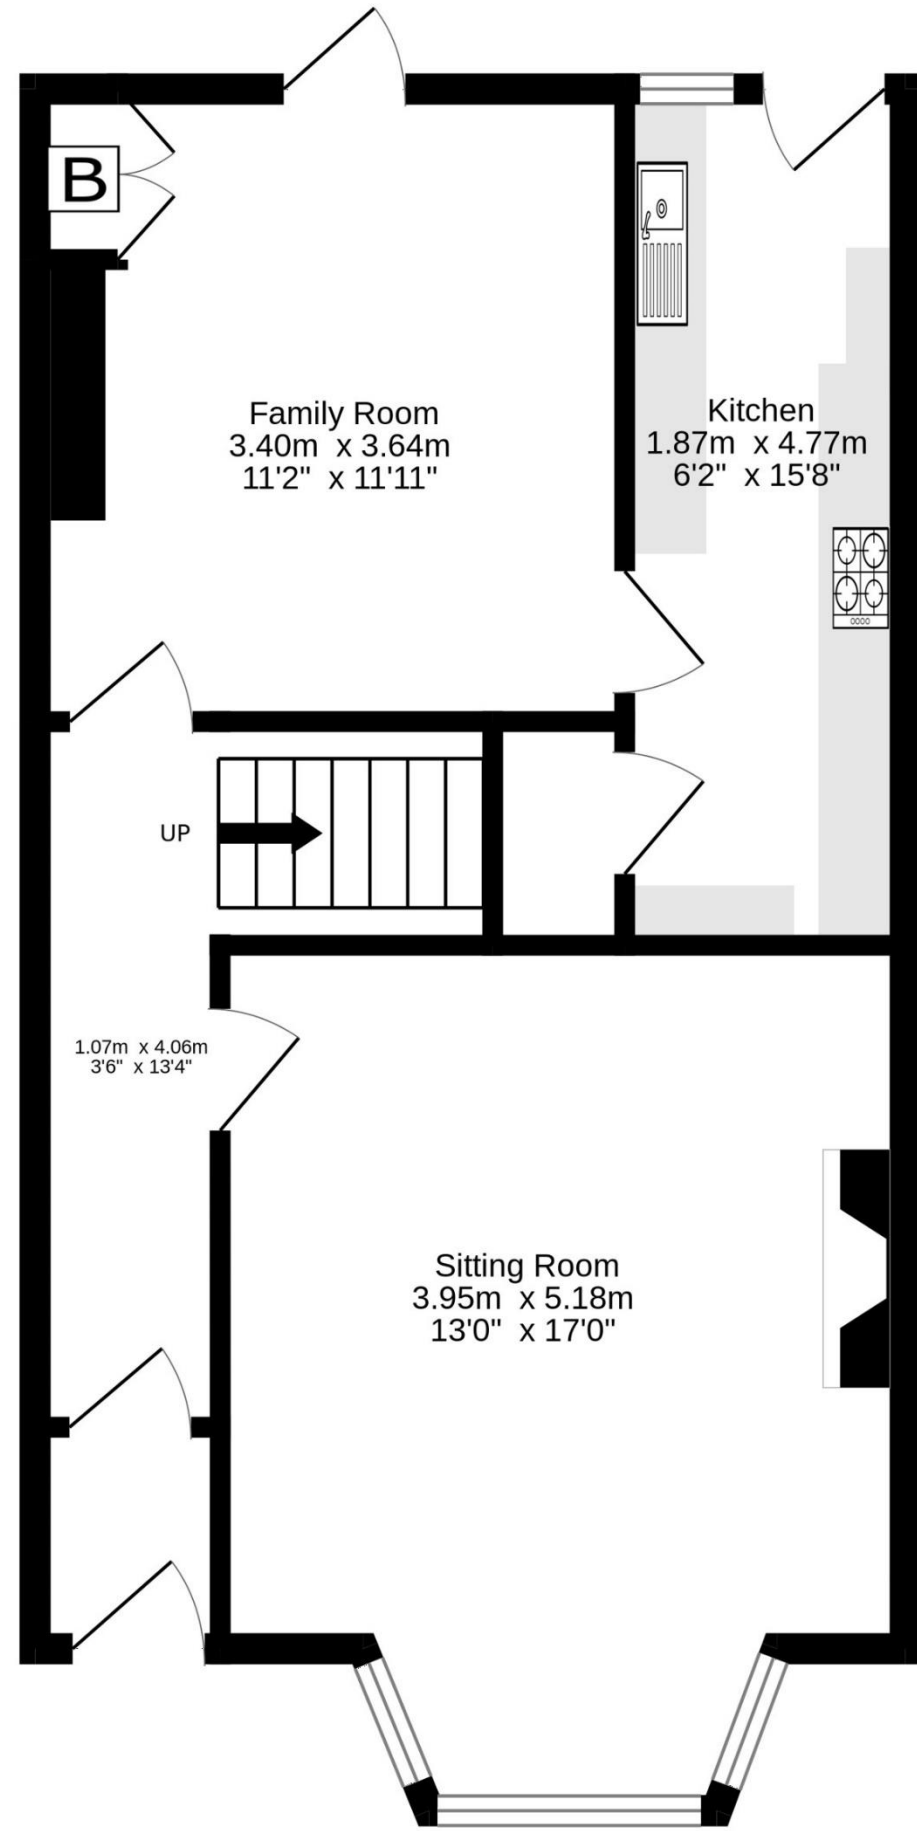 B
Family Room
3.40m x 3.64m
11'2" x 11'11"
Kitchen
1.87m x 4.77m
6'2" x 15'8"
UP
1.07m x 4.06m
3'6" x 13'4"
Sitting Room
3.95m x 5.18m
13'0" x 17'0"